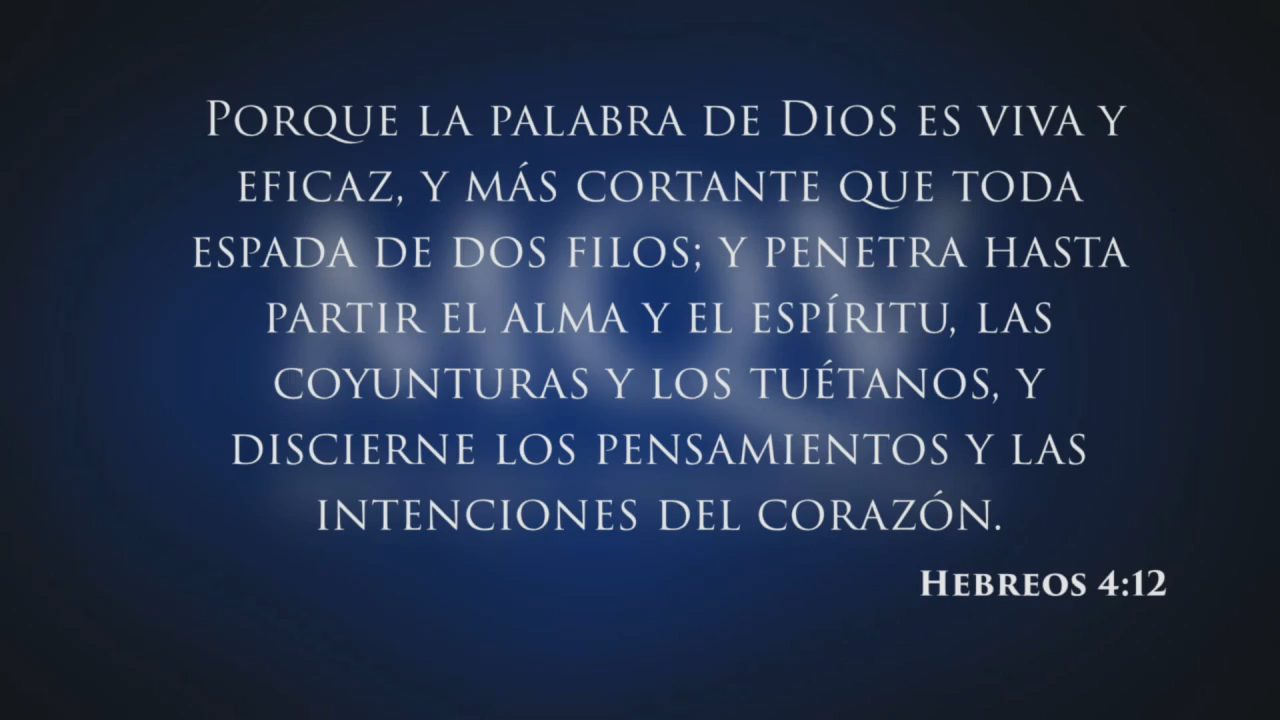 Porque la palabra de Dios es viva y
eficaz, y más cortante que toda
espada de dos filos; y penetra hasta
partir el alma y el espíritu, las
coyunturas y los tuétanos, y
discierne los pensamientos y las
intenciones del corazón.
Hebreos 4:12